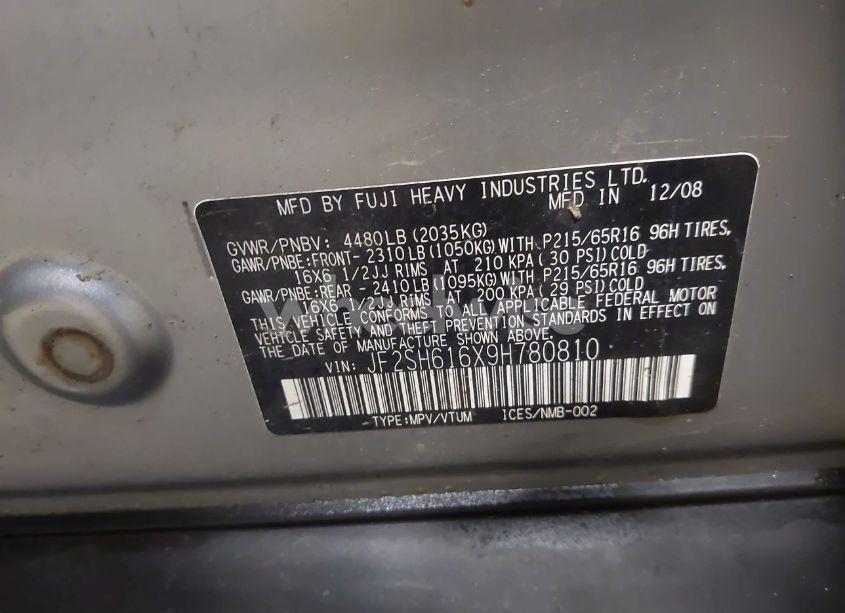 MFD BY FUJI HEAVY INDUSTRIES LTD.
MFD IN 12/08
GVWR/PNBV: 4480LB (2035KG)
GAWR/PNBE:FRONT- 2310LB (1050KG) WITH P215/65R16 96H TIRES,
16X6 1/2JJ RIMS AT 210 KPA ( 30 PSI) COLD
GAWR/PNBE:REAR - 2410LB (1095KG) WITH P215/65R16 96H TIRES,
16X6 1/2JJ RIMS AT 200 KPA ( 29 PSI) COLD
THIS VEHICLE CONFORMS TO ALL APPLICABLE FEDERAL MOTOR
VEHICLE SAFETY AND THEFT PREVENTION STANDARDS IN EFFECT ON
THE DATE OF MANUFACTURE SHOWN ABOVE.
VIN: JF2SH616X9H780810
TYPE:MPV/VTUM ICES/NMB-002